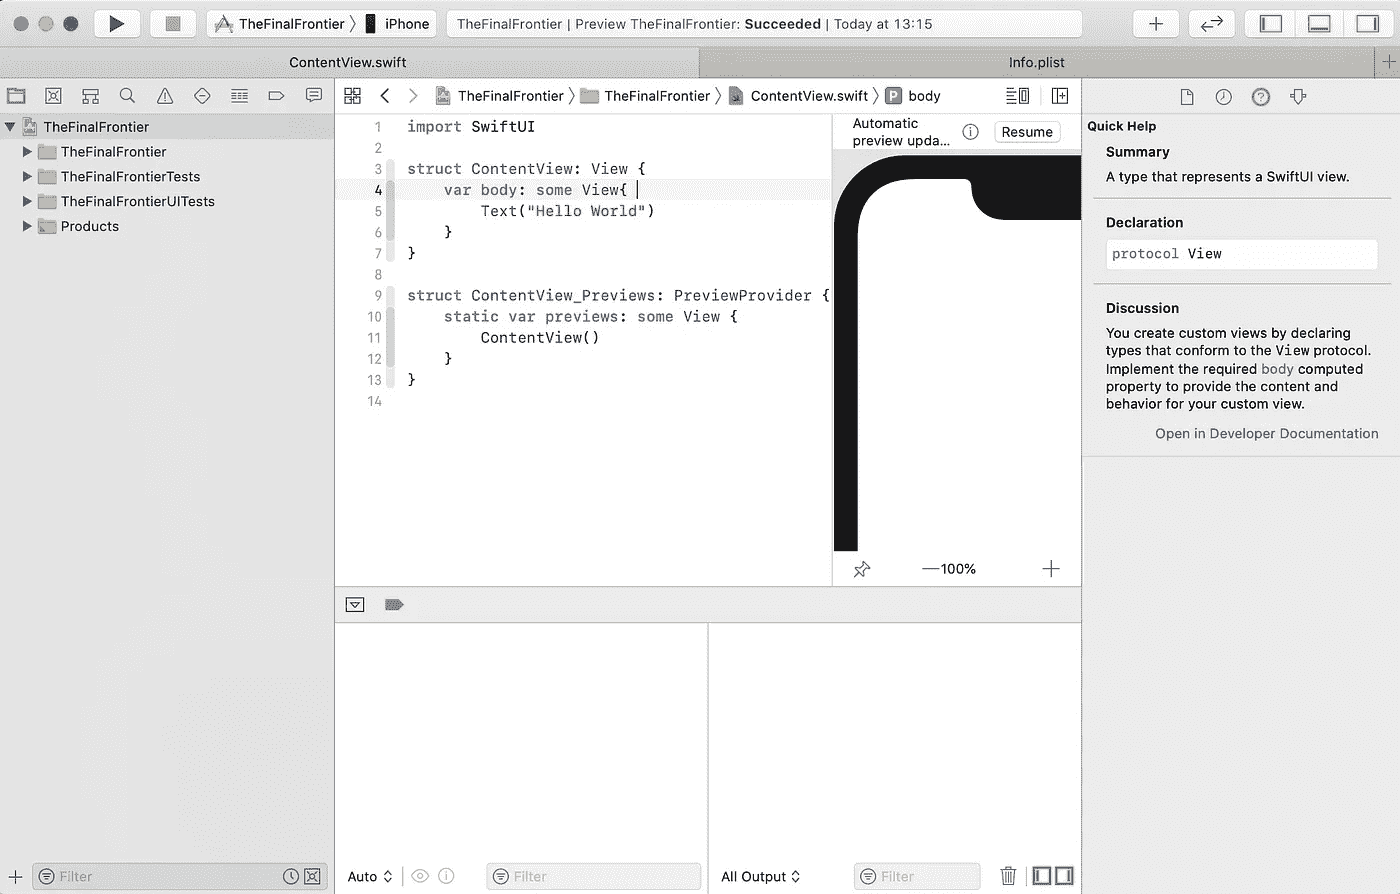 TheFinalFrontier 〉 iPhone
TheFinalFrontier | Preview TheFinalFrontier: Succeeded | Today at 13:15
ContentView.swift
Info.plist
TheFinalFrontier 〉 TheFinalFrontier 〉 ContentView.swift 〉 P body
TheFinalFrontier
TheFinalFrontier
TheFinalFrontierTests
TheFinalFrontierUITests
Products
1 import SwiftUI
2
3 struct ContentView: View {
4     var body: some View{
5         Text("Hello World")
6     }
7 }
8
9 struct ContentView_Previews: PreviewProvider {
10     static var previews: some View {
11         ContentView()
12     }
13 }
14
Automatic
preview upda...
Resume
100%
Quick Help
Summary
A type that represents a SwiftUI view.
Declaration
protocol View
Discussion
You create custom views by declaring
types that conform to the View protocol.
Implement the required body computed
property to provide the content and
behavior for your custom view.
Open in Developer Documentation
Filter
Auto
Filter
All Output
Filter